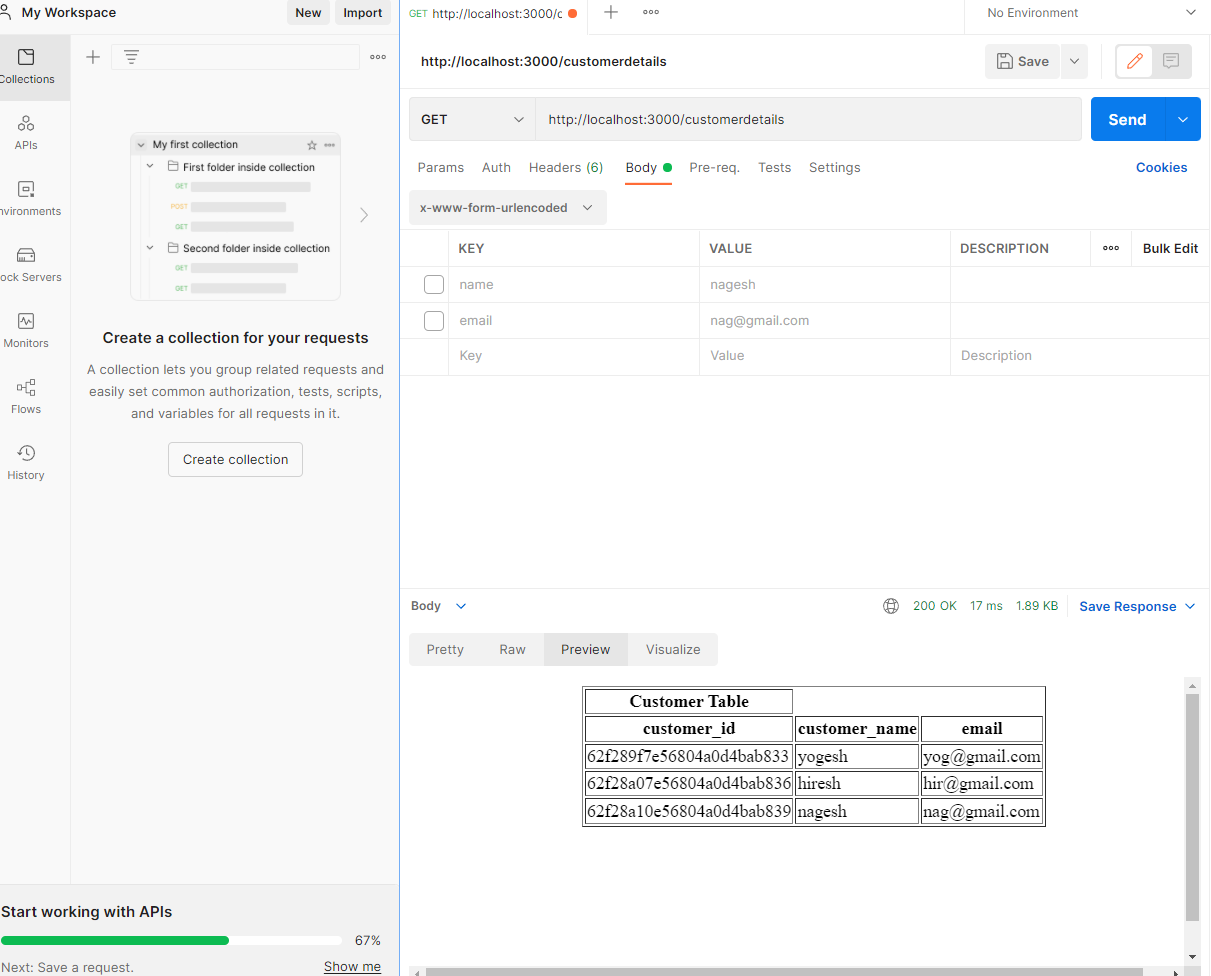 My Workspace
New
Import
GET http://localhost:3000/c
No Environment
Collections
APIs
nvironments
ock Servers
Monitors
Flows
History
My first collection
First folder inside collection
GET
POST
GET
Second folder inside collection
GET
GET
Create a collection for your requests
A collection lets you group related requests and
easily set common authorization, tests, scripts,
and variables for all requests in it.
Create collection
Start working with APIs
67%
Next: Save a request.
Show me
http://localhost:3000/customerdetails
Save
GET
http://localhost:3000/customerdetails
Send
Params Auth Headers (6) Body Pre-req. Tests Settings
Cookies
x-www-form-urlencoded
KEY VALUE DESCRIPTION Bulk Edit
name nagesh
email nag@gmail.com
Key Value Description
Body
200 OK 17 ms 1.89 KB Save Response
Pretty Raw Preview Visualize
Customer Table
customer_id customer_name email
62f289f7e56804a0d4bab833 yogesh yog@gmail.com
62f28a07e56804a0d4bab836 hiresh hir@gmail.com
62f28a10e56804a0d4bab839 nagesh nag@gmail.com